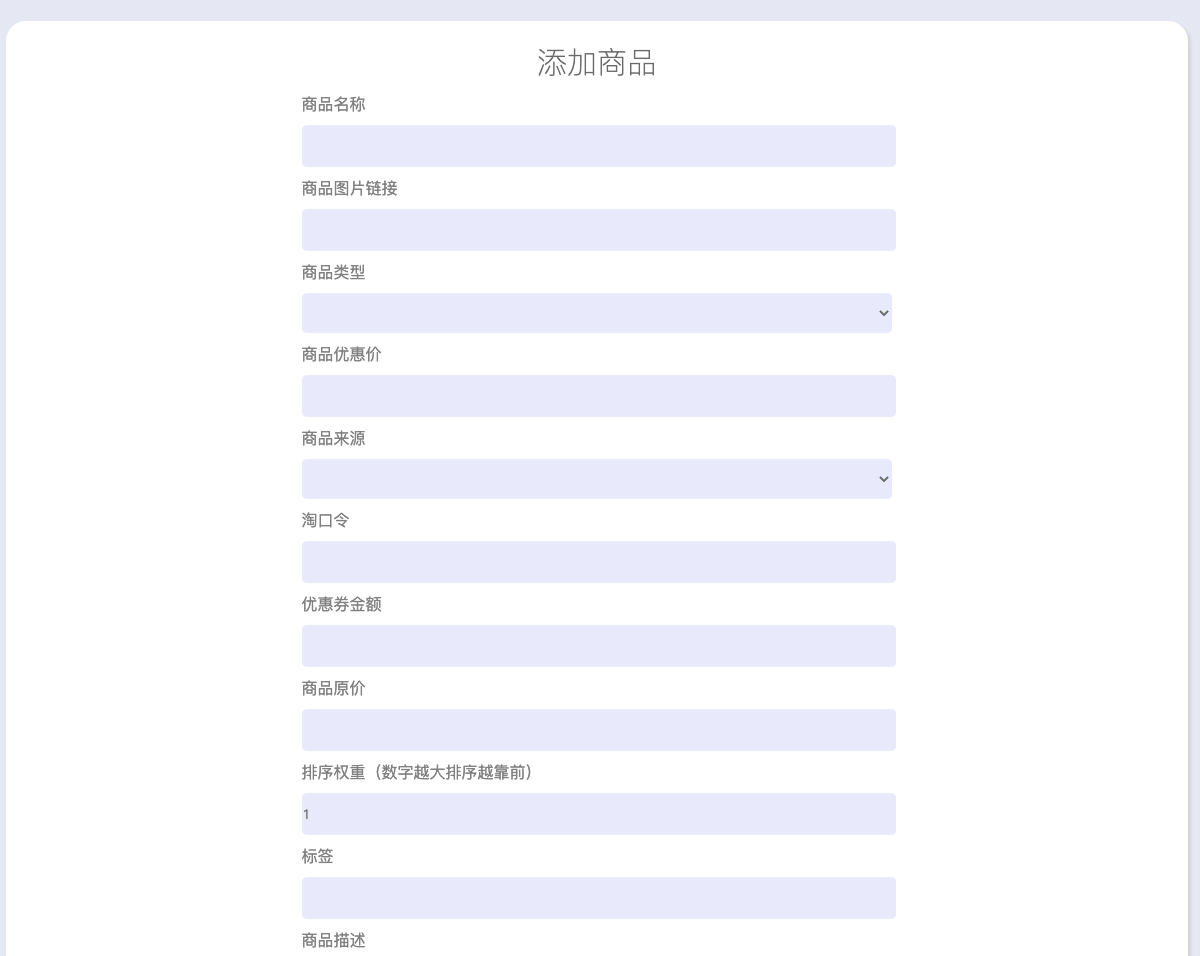 添加商品
商品名称
商品图片链接
商品类型
商品优惠价
商品来源
淘口令
优惠券金额
商品原价
排序权重（数字越大排序越靠前）
1
标签
商品描述